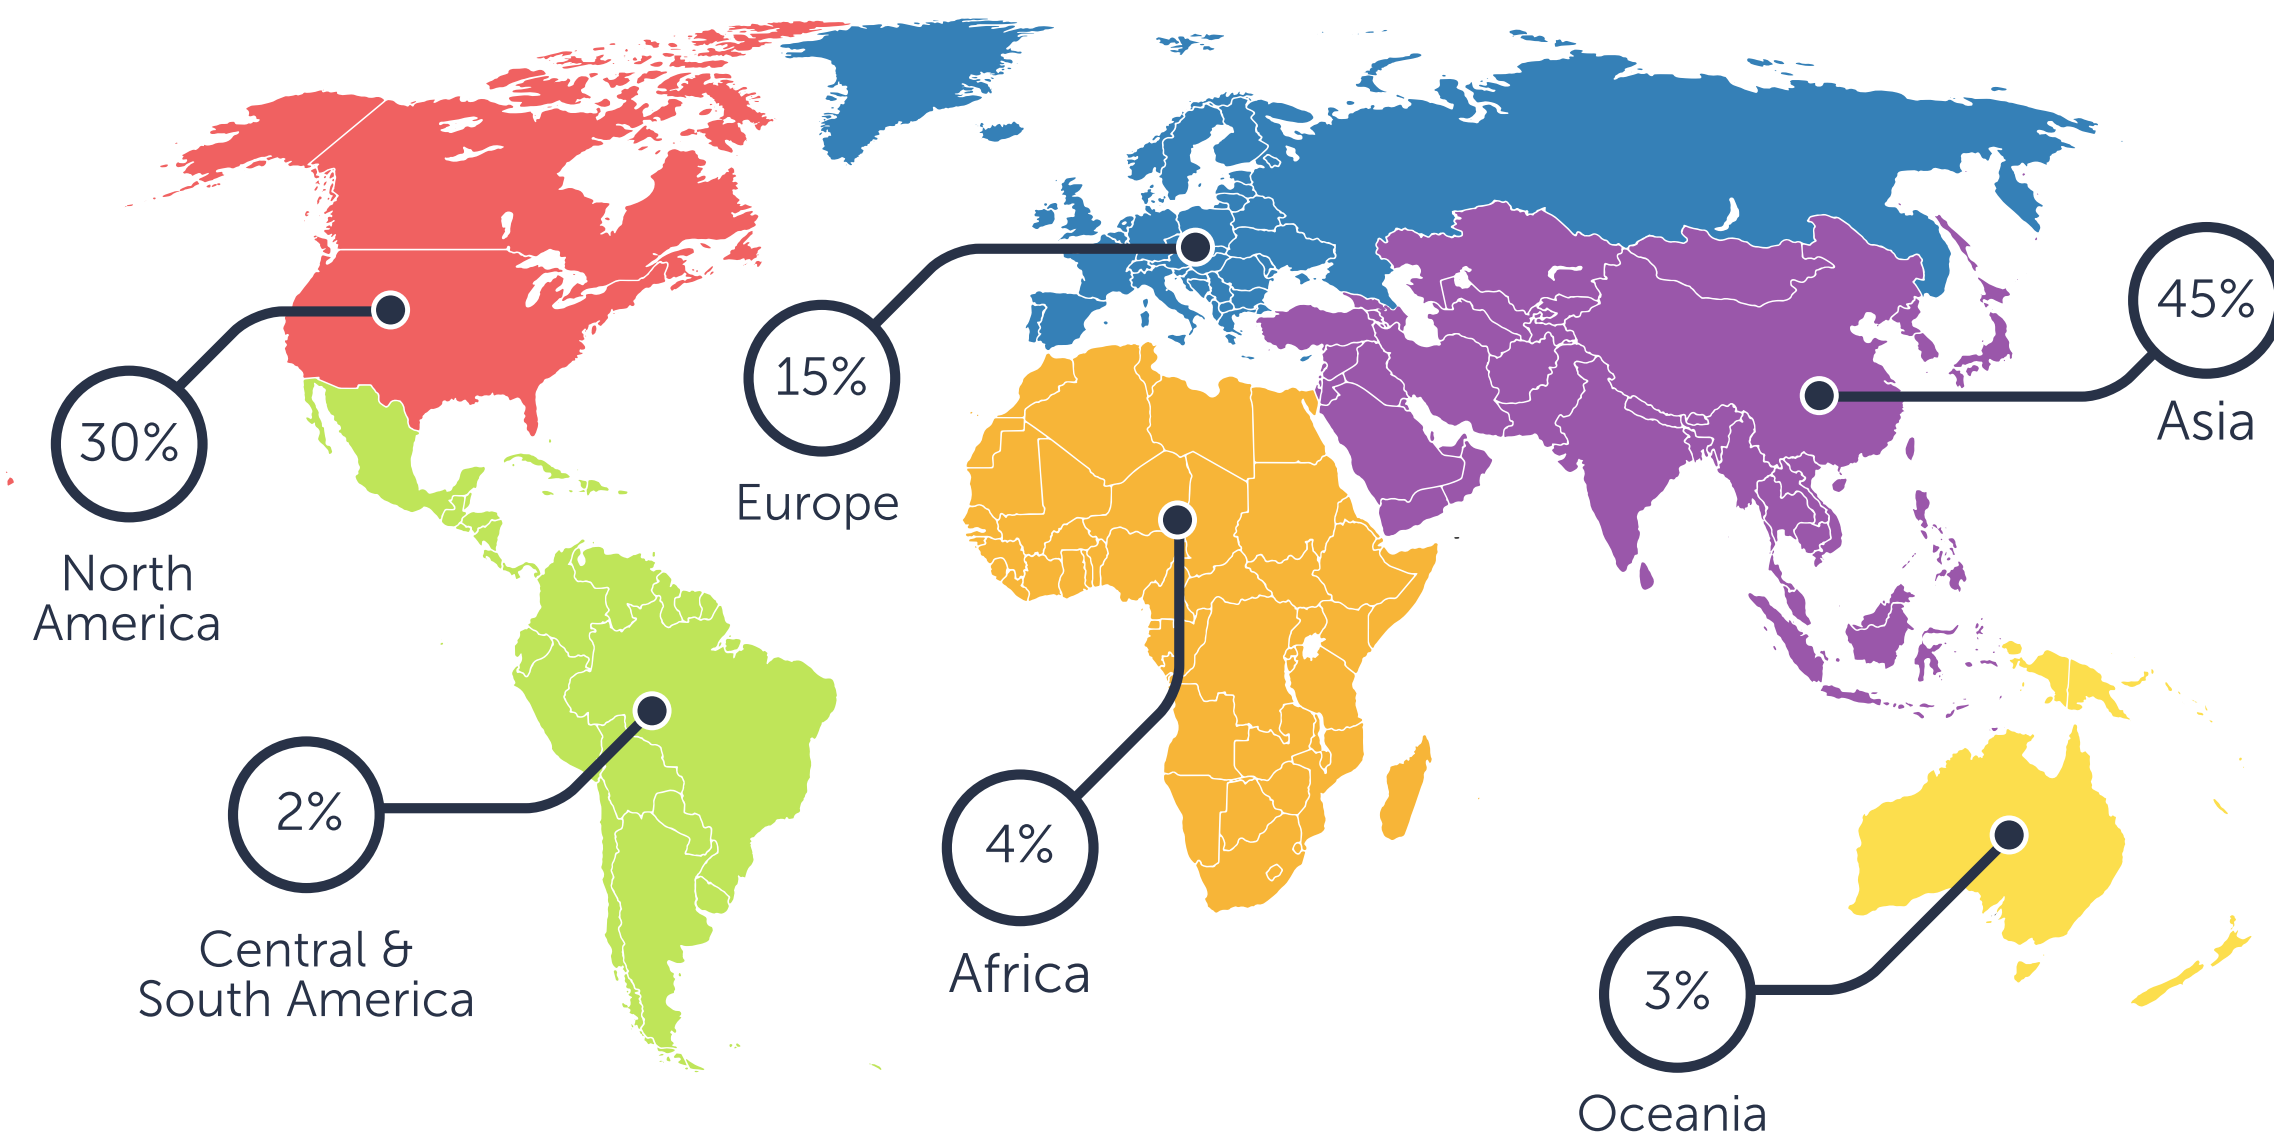 30%
North
America
15%
Europe
45%
Asia
2%
Central &
South America
4%
Africa
3%
Oceania